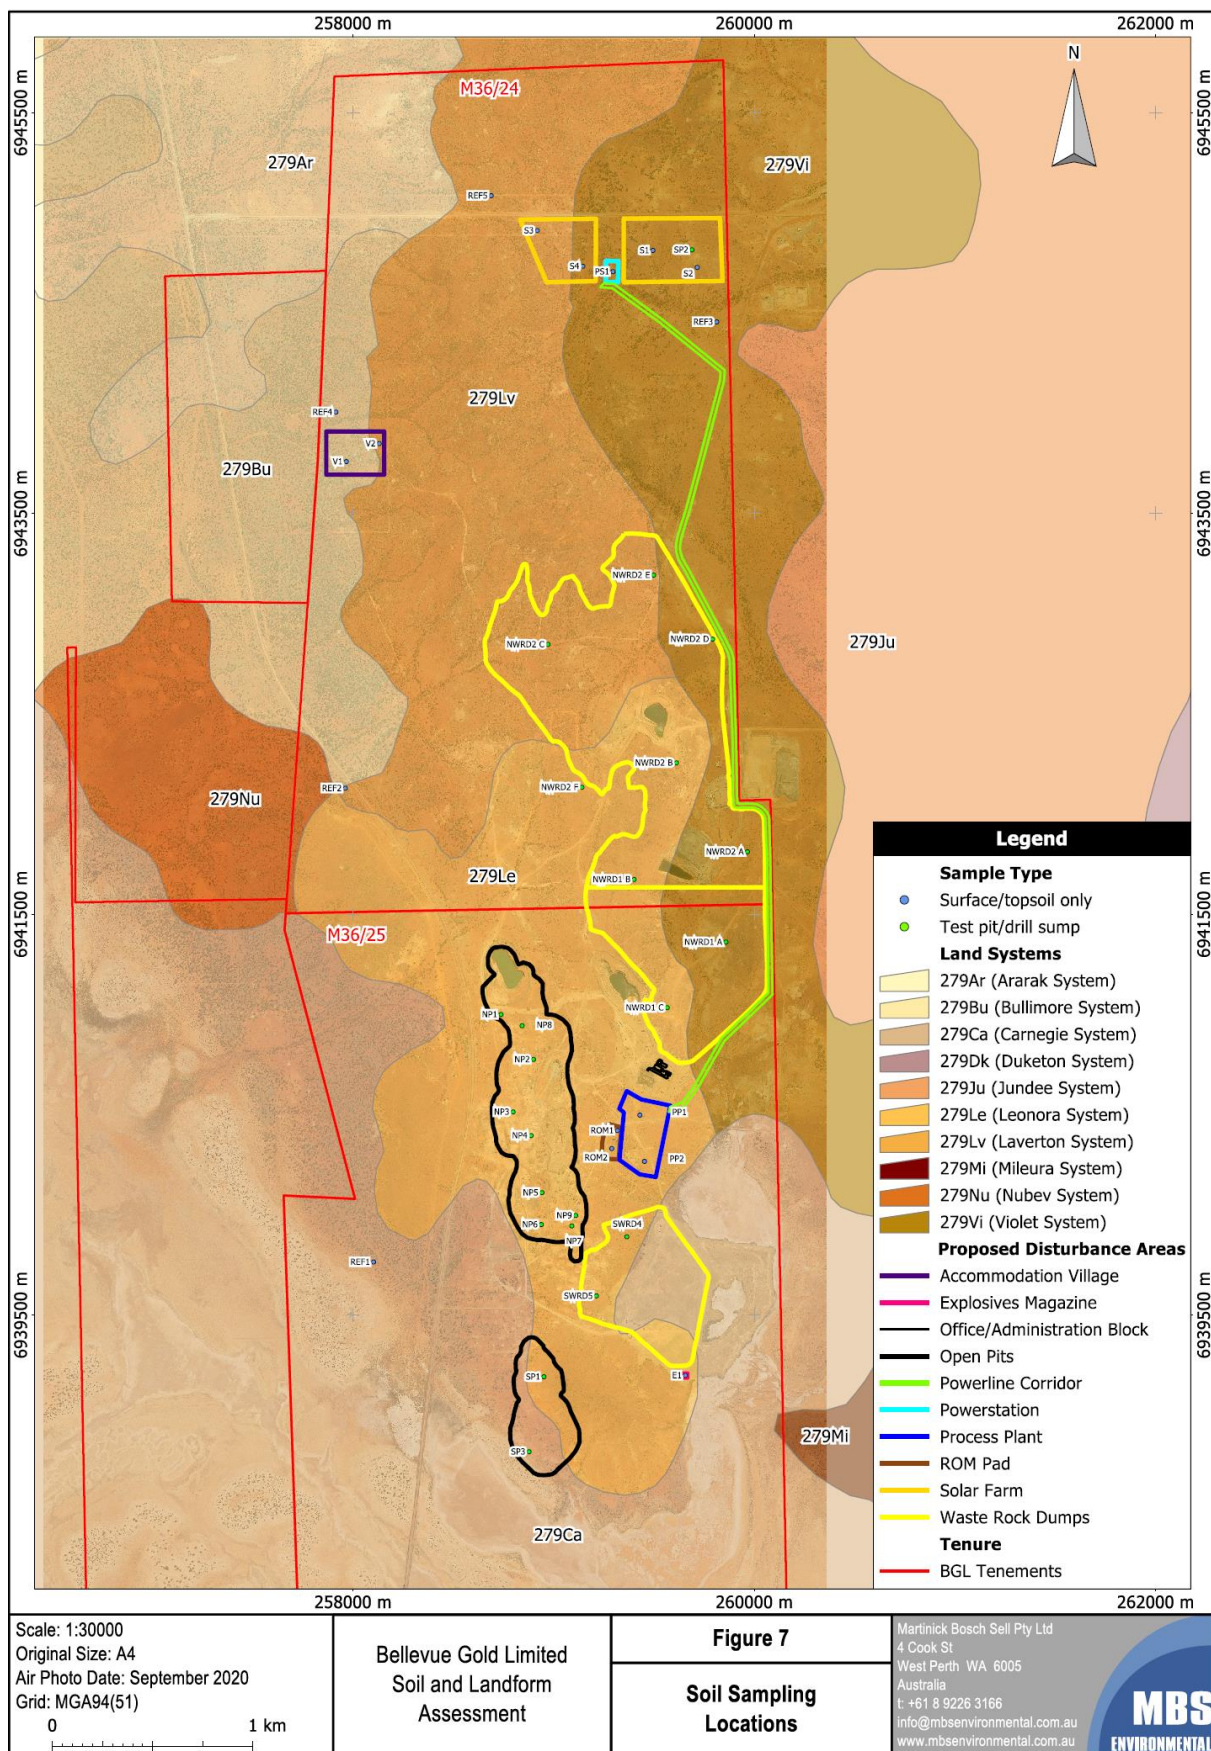 258000 m
260000 m
262000 m
N
M36/24
6945500 m
6945500 m
279Ar
279Vi
REF5
S3
S1
SP2
S4
PS1
S2
REF3
279Lv
REF4
V2
V1
279Bu
6943500 m
6943500 m
NWRD2 E
NWRD2 C
NWRD2 D
279Ju
NWRD2 B
REF2
NWRD2 F
279Nu
NWRD2 A
279Le
NWRD1 B
6941500 m
6941500 m
M36/25
NWRD1 A
NWRD1 C
NP1
NP8
NP2
NP3
PP1
ROM1
NP4
ROM2
PP2
NP5
NP9
NP6
SWRD4
NP7
REF1
SWRD5
6939500 m
6939500 m
SP1
E1
279Mi
SP3
279Ca
Legend
Sample Type
Surface/topsoil only
Test pit/drill sump
Land Systems
279Ar (Ararak System)
279Bu (Bullimore System)
279Ca (Carnegie System)
279Dk (Duketon System)
279Ju (Jundee System)
279Le (Leonora System)
279Lv (Laverton System)
279Mi (Mileura System)
279Nu (Nubev System)
279Vi (Violet System)
Proposed Disturbance Areas
Accommodation Village
Explosives Magazine
Office/Administration Block
Open Pits
Powerline Corridor
Powerstation
Process Plant
ROM Pad
Solar Farm
Waste Rock Dumps
Tenure
BGL Tenements
258000 m
260000 m
262000 m
Scale: 1:30000
Original Size: A4
Air Photo Date: September 2020
Grid: MGA94(51)
0
1 km
Bellevue Gold Limited
Soil and Landform
Assessment
Figure 7
Soil Sampling
Locations
Martinick Bosch Sell Pty Ltd
4 Cook St
West Perth WA 6005
Australia
t: +61 8 9226 3166
info@mbsenvironmental.com.au
www.mbsenvironmental.com.au
MBS
ENVIRONMENTAL